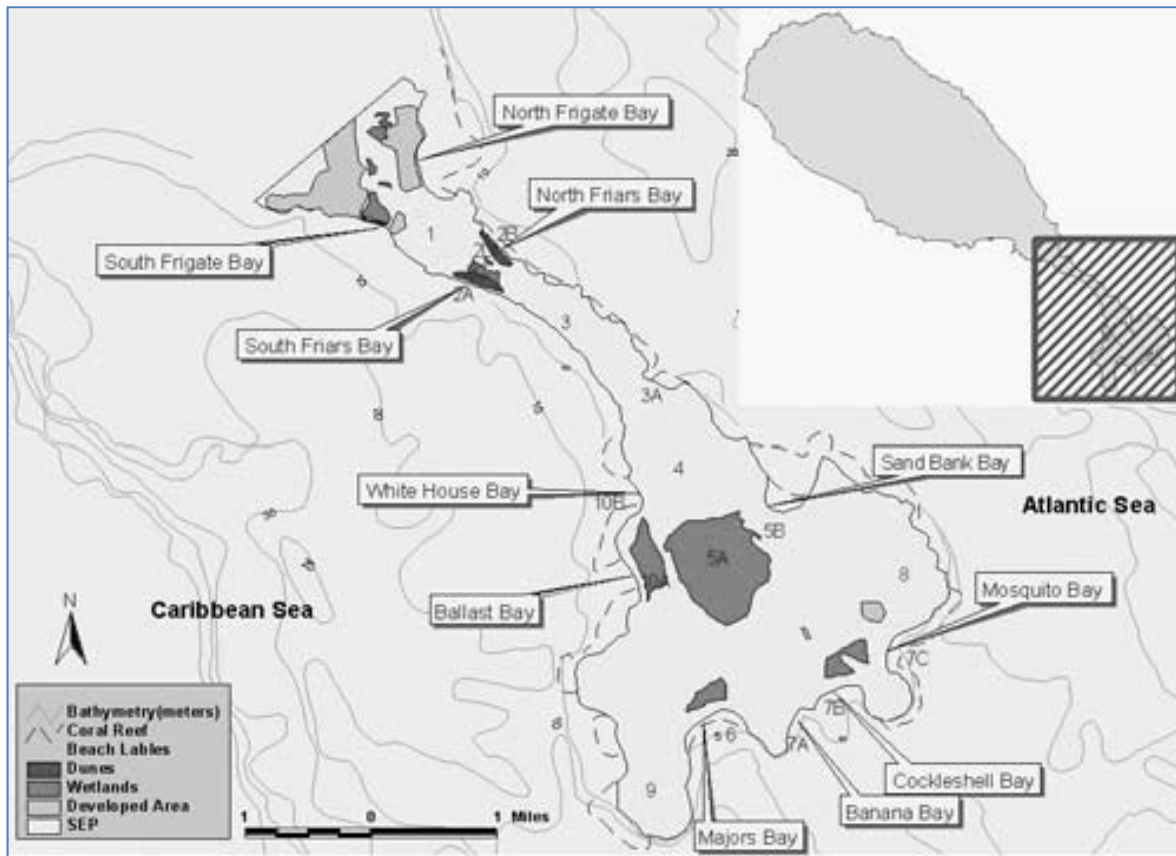 North Frigate Bay
North Friars Bay
South Frigate Bay
1
2B
2A
South Friars Bay
3
3A
4
Sand Bank Bay
White House Bay
10B
Atlantic Sea
5B
5A
8
Mosquito Bay
Ballast Bay
Caribbean Sea
7C
N
7B
6
7A
Cockleshell Bay
9
Banana Bay
Majors Bay
Bathymetry(meters)
Coral Reef
Beach Lables
Dunes
Wetlands
Developed Area
SEP
1 0 1 Miles